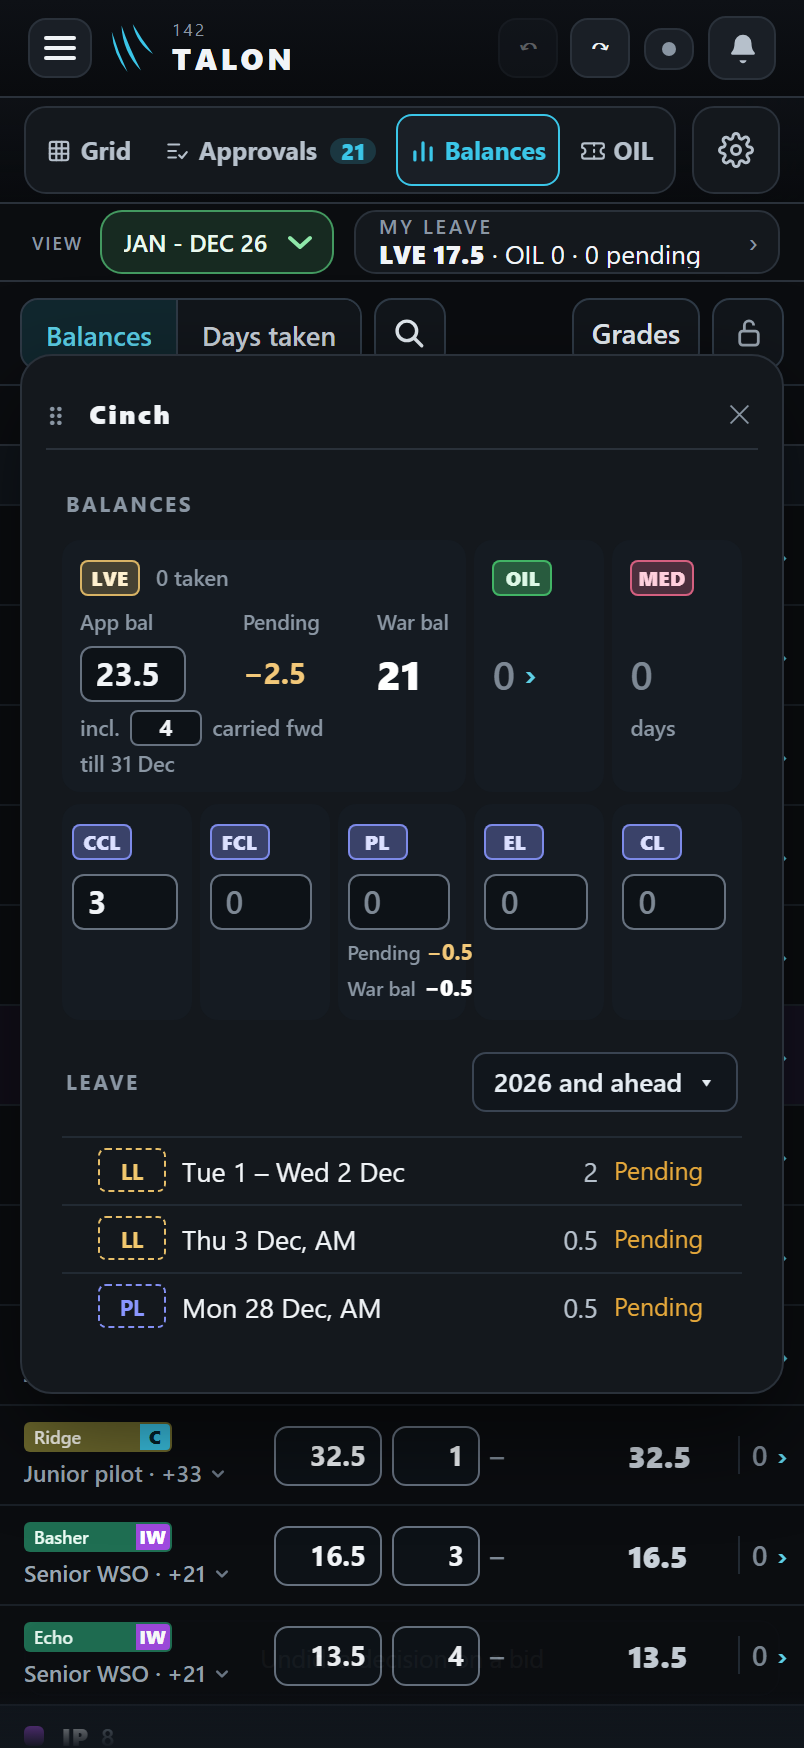 142
TALON
Grid
Approvals 21
Balances
OIL
VIEW
JAN - DEC 26
MY LEAVE
LVE 17.5 · OIL 0 · 0 pending
Balances
Days taken
Grades
Cinch
BALANCES
LVE 0 taken
OIL
MED
App bal
Pending
War bal
23.5
−2.5
21
0
0
incl. 4 carried fwd
till 31 Dec
days
CCL
FCL
PL
EL
CL
3
0
0
0
0
Pending −0.5
War bal −0.5
LEAVE
2026 and ahead
LL Tue 1 – Wed 2 Dec 2 Pending
LL Thu 3 Dec, AM 0.5 Pending
PL Mon 28 Dec, AM 0.5 Pending
Ridge C
Junior pilot · +33
32.5 1 – 32.5 0
Basher IW
Senior WSO · +21
16.5 3 – 16.5 0
Echo IW
Senior WSO · +21
13.5 4 – 13.5 0
IP 8